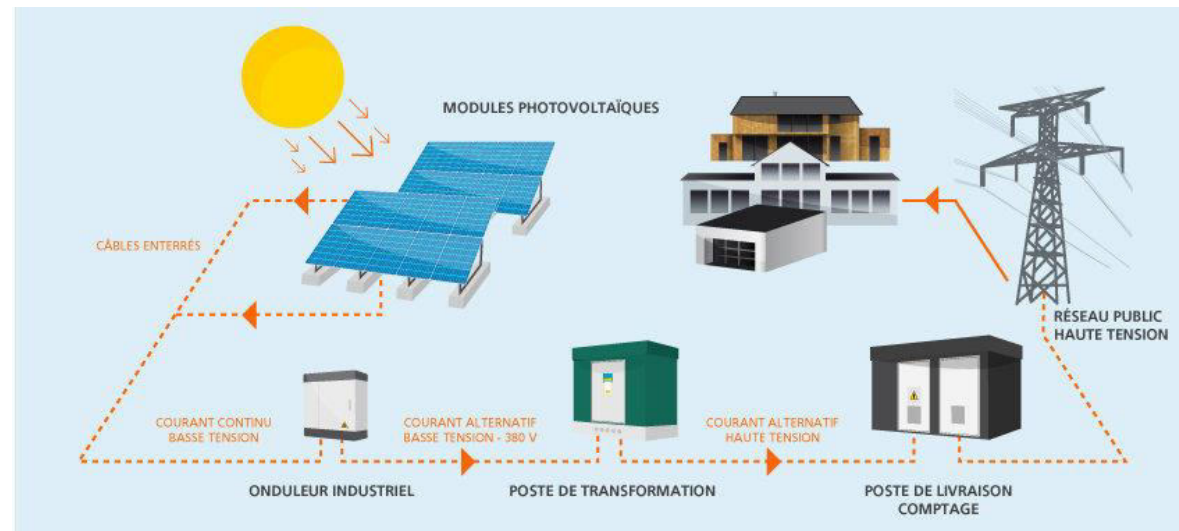 MODULES PHOTOVOLTAÏQUES
CÂBLES ENTERRÉS
RÉSEAU PUBLIC
HAUTE TENSION
COURANT CONTINU
BASSE TENSION
COURANT ALTERNATIF
BASSE TENSION - 380 V
COURANT ALTERNATIF
HAUTE TENSION
ONDULEUR INDUSTRIEL
POSTE DE TRANSFORMATION
POSTE DE LIVRAISON
COMPTAGE